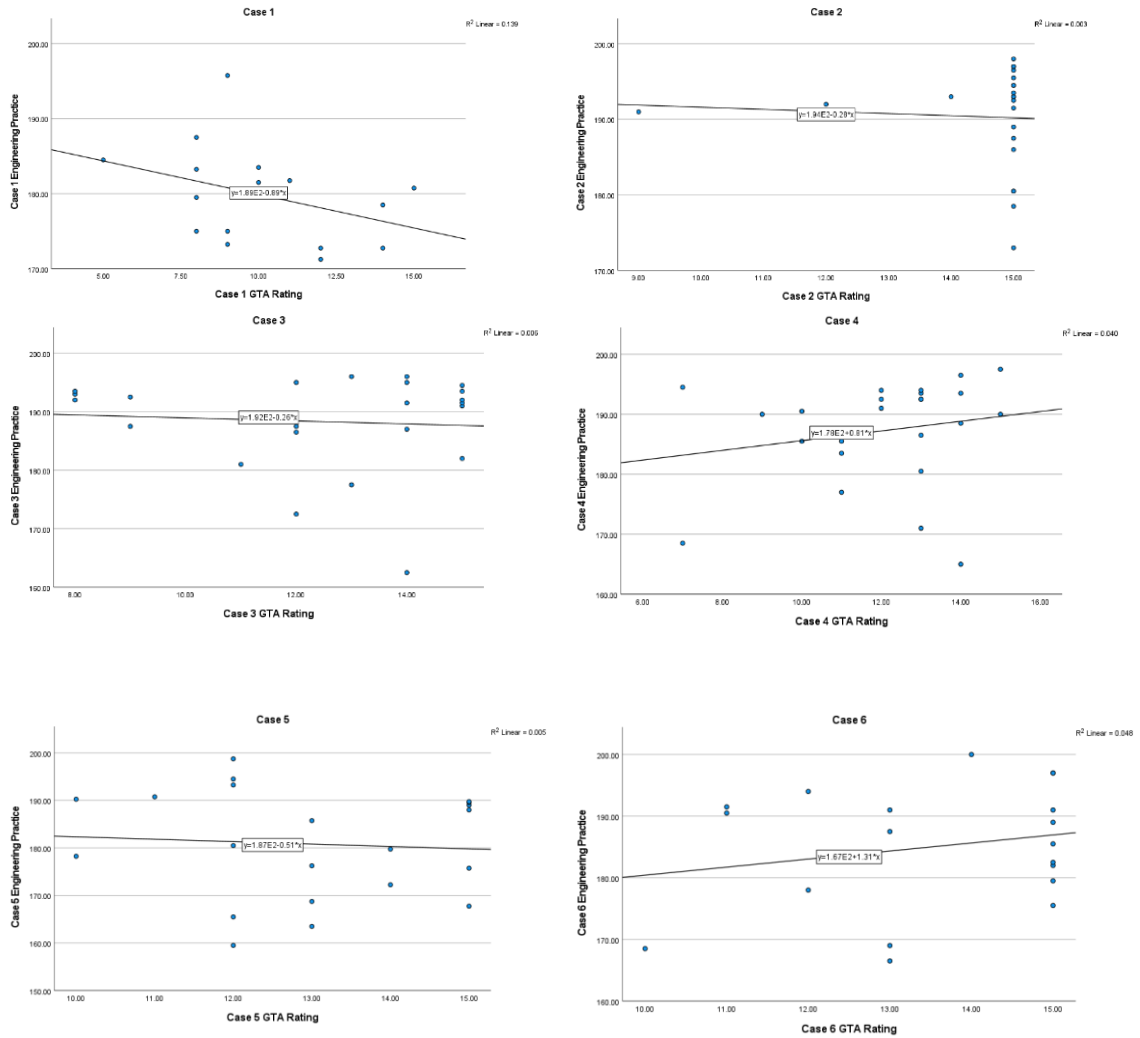 Case 1
R² Linear = 0.139
200.00
190.00
180.00
170.00
Case 1 Engineering Practice
y=1.89E2-0.89*x
5.00 7.50 10.00 12.50 15.00
Case 1 GTA Rating
Case 2
R² Linear = 0.003
200.00
190.00
180.00
170.00
Case 2 Engineering Practice
y=1.94E2-0.28*x
9.00 10.00 11.00 12.00 13.00 14.00 15.00
Case 2 GTA Rating
Case 3
R² Linear = 0.006
200.00
190.00
180.00
170.00
160.00
Case 3 Engineering Practice
y=1.92E2-0.26*x
8.00 10.00 12.00 14.00
Case 3 GTA Rating
Case 4
R² Linear = 0.040
200.00
190.00
180.00
170.00
160.00
Case 4 Engineering Practice
y=1.78E2+0.81*x
6.00 8.00 10.00 12.00 14.00 16.00
Case 4 GTA Rating
Case 5
R² Linear = 0.005
200.00
190.00
180.00
170.00
160.00
150.00
Case 5 Engineering Practice
y=1.87E2-0.51*x
10.00 11.00 12.00 13.00 14.00 15.00
Case 5 GTA Rating
Case 6
R² Linear = 0.048
200.00
190.00
180.00
170.00
160.00
Case 6 Engineering Practice
y=1.67E2+1.31*x
10.00 11.00 12.00 13.00 14.00 15.00
Case 6 GTA Rating